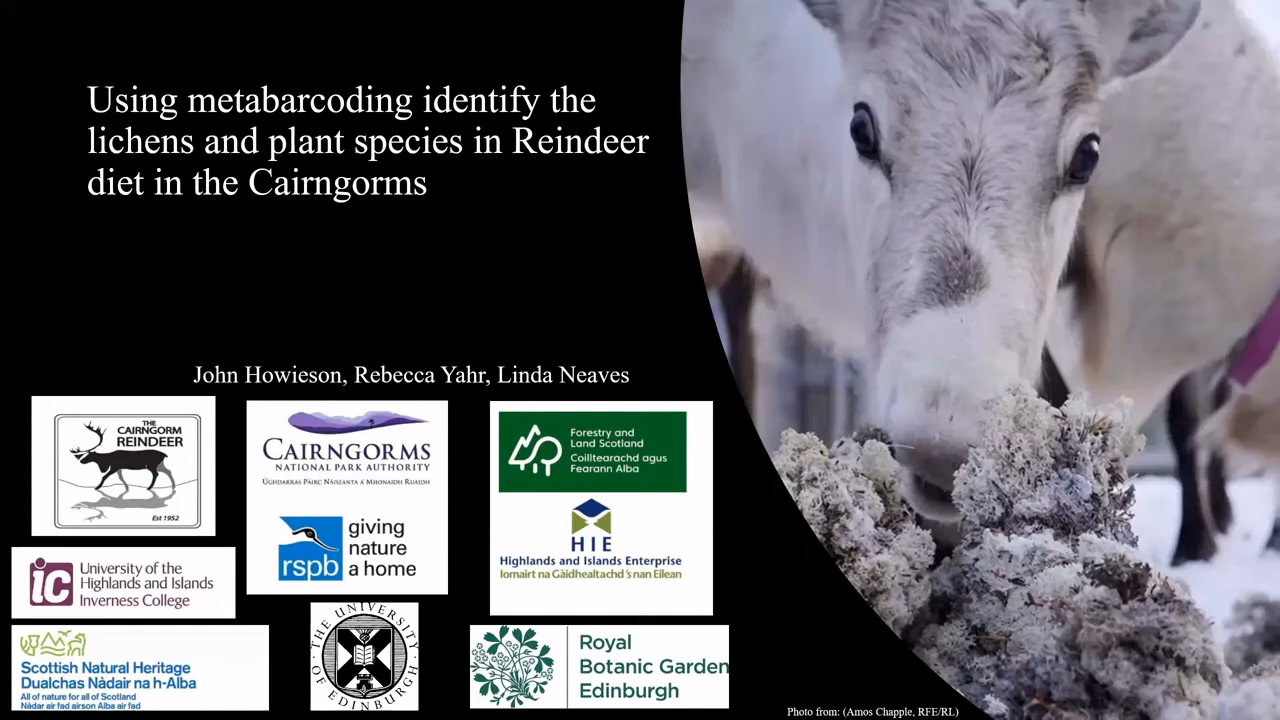 Using metabarcoding identify the
lichens and plant species in Reindeer
diet in the Cairngorms
John Howieson, Rebecca Yahr, Linda Neaves
THE
CAIRNGORM
REINDEER
Est 1952
CAIRNGORMS
NATIONAL PARK AUTHORITY
ÙGHDARRAS PÀIRC NÀISEANTA A' MHONAIDH RUAIDH
rspb
giving
nature
a home
Forestry and
Land Scotland
Coilltearachd agus
Fearann Alba
HIE
Highlands and Islands Enterprise
Iomairt na Gàidhealtachd 's nan Eilean
ic
University of the
Highlands and Islands
Inverness College
Scottish Natural Heritage
Dualchas Nàdair na h-Alba
All of nature for all of Scotland
Nàdar air fad airson Alba air fad
THE UNIVERSITY OF EDINBURGH
Royal
Botanic Garden
Edinburgh
Photo from: (Amos Chapple, RFE/RL)